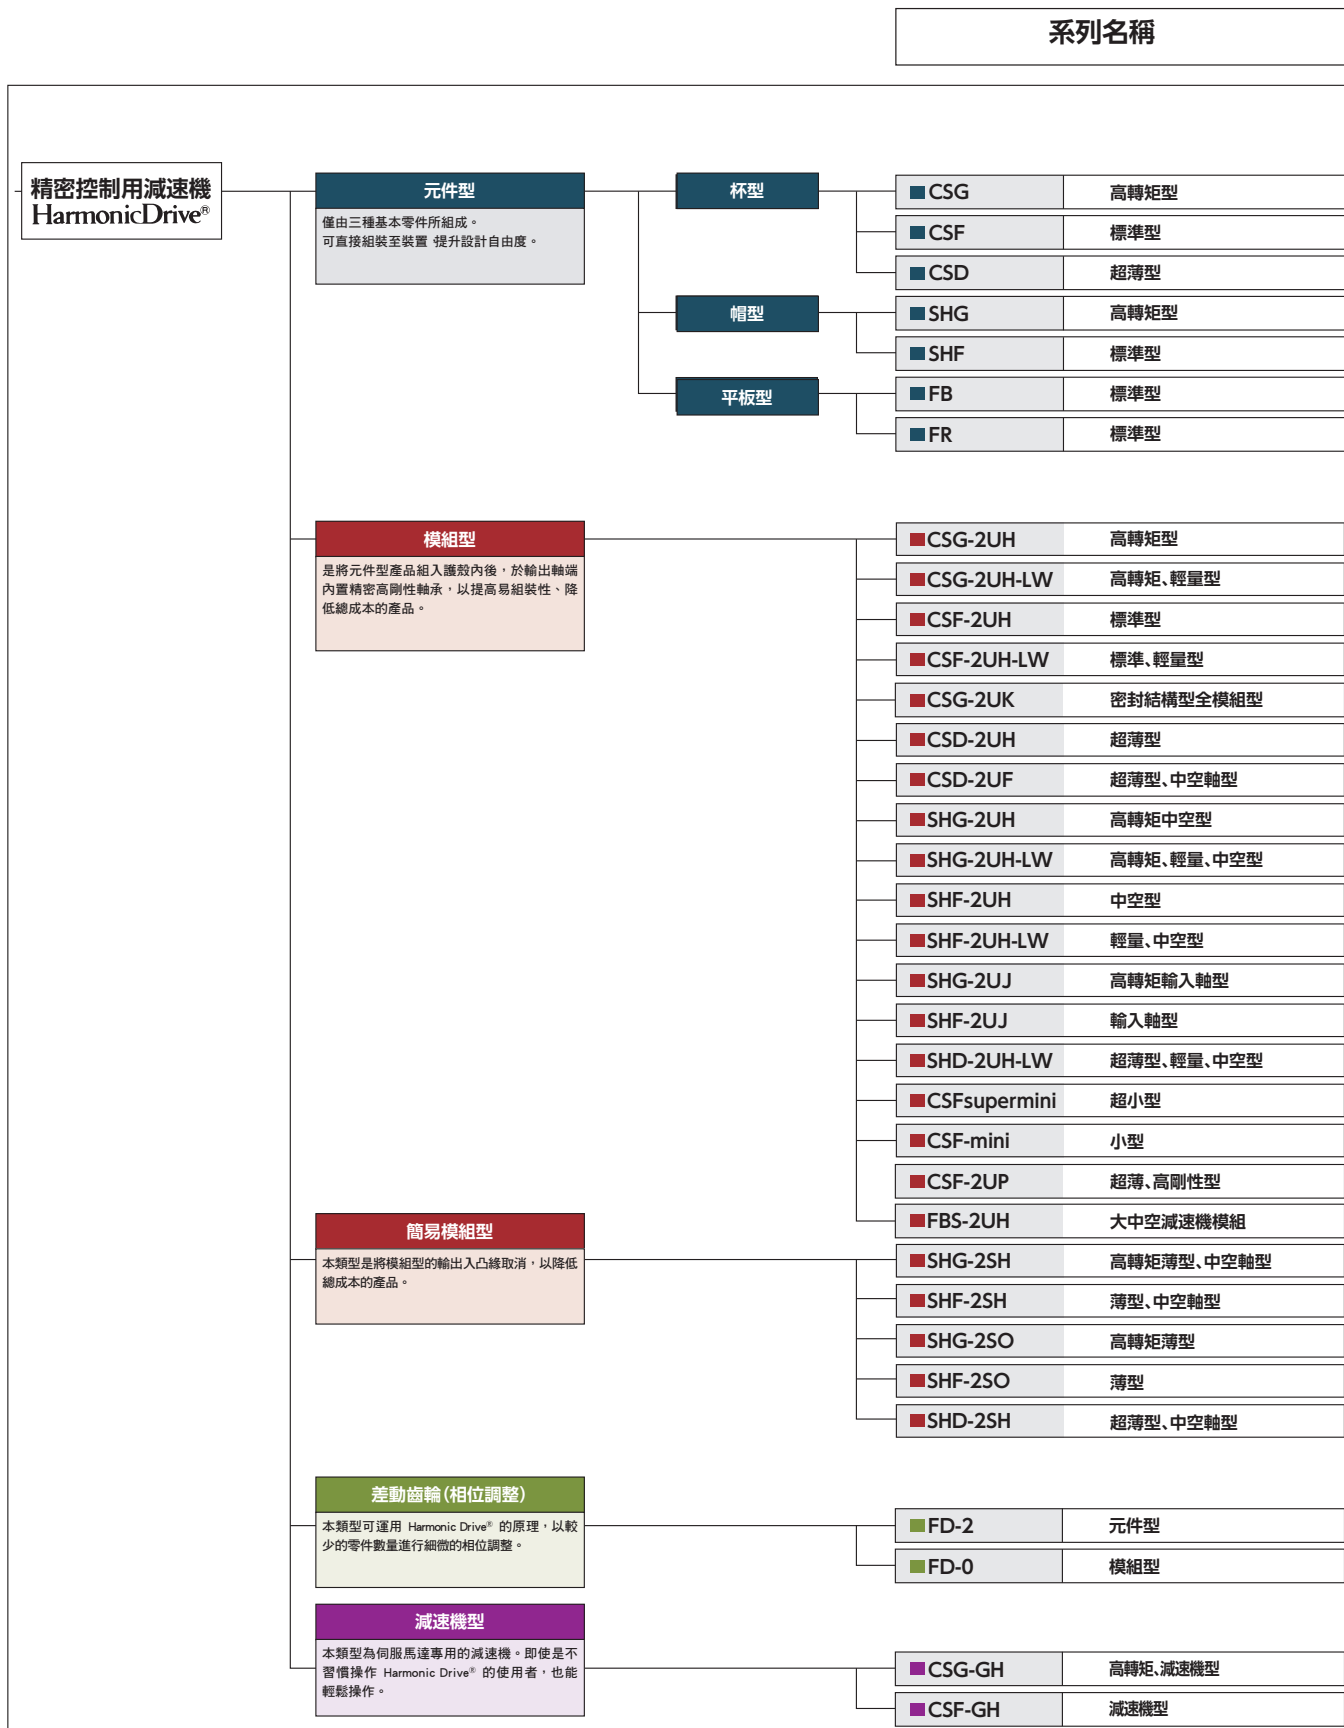 系列名稱
精密控制用減速機
HarmonicDrive®
元件型
僅由三種基本零件所組成。
可直接組裝至裝置,提升設計自由度。
杯型
CSG 高轉矩型
CSF 標準型
CSD 超薄型
帽型
SHG 高轉矩型
SHF 標準型
平板型
FB 標準型
FR 標準型
模組型
是將元件型產品組入護殼內後，於輸出軸端
內置精密高剛性軸承，以提高易組裝性、降
低總成本的產品。
CSG-2UH 高轉矩型
CSG-2UH-LW 高轉矩、輕量型
CSF-2UH 標準型
CSF-2UH-LW 標準、輕量型
CSG-2UK 密封結構型全模組型
CSD-2UH 超薄型
CSD-2UF 超薄型、中空軸型
SHG-2UH 高轉矩中空型
SHG-2UH-LW 高轉矩、輕量、中空型
SHF-2UH 中空型
SHF-2UH-LW 輕量、中空型
SHG-2UJ 高轉矩輸入軸型
SHF-2UJ 輸入軸型
SHD-2UH-LW 超薄型、輕量、中空型
CSFsupermini 超小型
CSF-mini 小型
CSF-2UP 超薄、高剛性型
FBS-2UH 大中空減速機模組
簡易模組型
本類型是將模組型的輸出入凸緣取消，以降低
總成本的產品。
SHG-2SH 高轉矩薄型、中空軸型
SHF-2SH 薄型、中空軸型
SHG-2SO 高轉矩薄型
SHF-2SO 薄型
SHD-2SH 超薄型、中空軸型
差動齒輪(相位調整)
本類型可運用 Harmonic Drive® 的原理，以較
少的零件數量進行細微的相位調整。
FD-2 元件型
FD-0 模組型
減速機型
本類型為伺服馬達專用的減速機。即使是不
習慣操作 Harmonic Drive® 的使用者，也能
輕鬆操作。
CSG-GH 高轉矩、減速機型
CSF-GH 減速機型